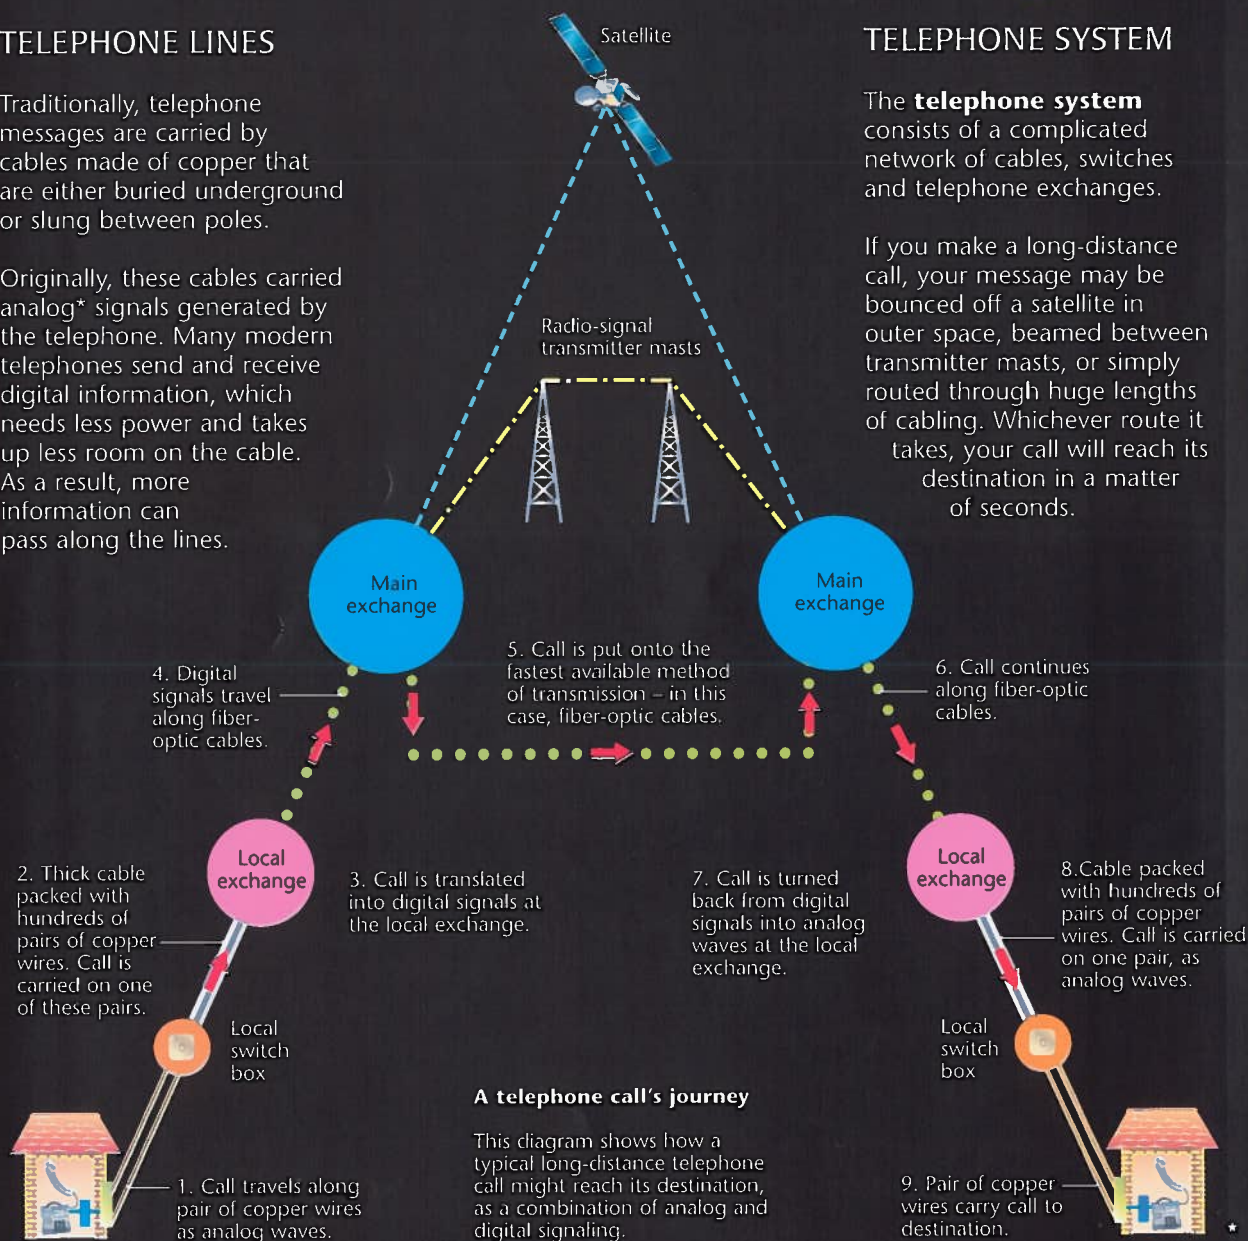 TELEPHONE LINES
Traditionally, telephone
messages are carried by
cables made of copper that
are either buried underground
or slung between poles.
Originally, these cables carried
analog* signals generated by
the telephone. Many modern
telephones send and receive
digital information, which
needs less power and takes
up less room on the cable.
As a result, more
information can
pass along the lines.
Satellite
TELEPHONE SYSTEM
The telephone system
consists of a complicated
network of cables, switches
and telephone exchanges.
If you make a long-distance
call, your message may be
bounced off a satellite in
outer space, beamed between
transmitter masts, or simply
routed through huge lengths
of cabling. Whichever route it
takes, your call will reach its
destination in a matter
of seconds.
Radio-signal
transmitter masts
Main
exchange
Main
exchange
4. Digital
signals travel
along fiber-
optic cables.
5. Call is put onto the
fastest available method
of transmission – in this
case, fiber-optic cables.
6. Call continues
along fiber-optic
cables.
Local
exchange
Local
exchange
2. Thick cable
packed with
hundreds of
pairs of copper
wires. Call is
carried on one
of these pairs.
3. Call is translated
into digital signals at
the local exchange.
7. Call is turned
back from digital
signals into analog
waves at the local
exchange.
8.Cable packed
with hundreds of
pairs of copper
wires. Call is carried
on one pair, as
analog waves.
Local
switch
box
Local
switch
box
A telephone call's journey
This diagram shows how a
typical long-distance telephone
call might reach its destination,
as a combination of analog and
digital signaling.
1. Call travels along
pair of copper wires
as analog waves.
9. Pair of copper
wires carry call to
destination.